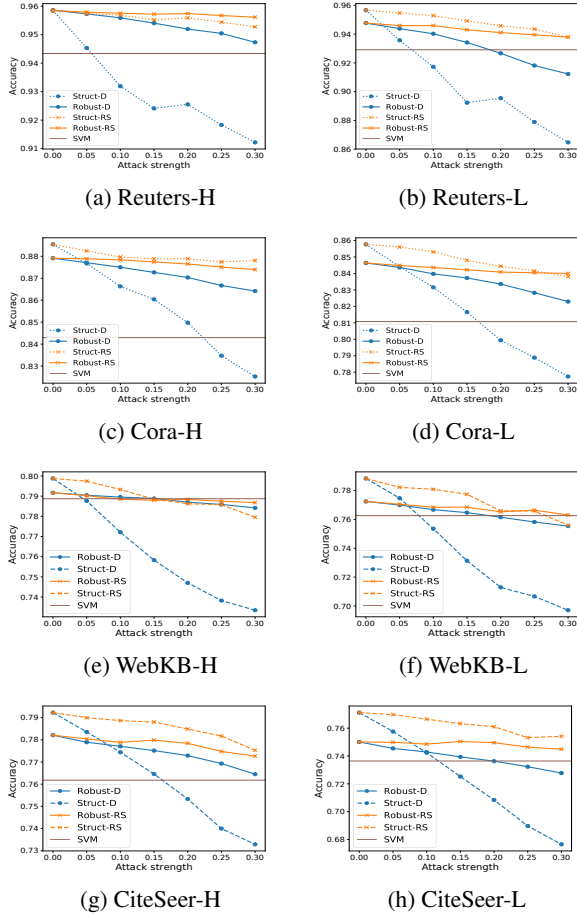 0.96
0.95
0.94
0.93
0.92
0.91
Accuracy
Struct-D
Robust-D
Struct-RS
Robust-RS
SVM
0.00 0.05 0.10 0.15 0.20 0.25 0.30
Attack strength
(a) Reuters-H
0.96
0.94
0.92
0.90
0.88
0.86
Accuracy
Struct-D
Robust-D
Struct-RS
Robust-RS
SVM
0.00 0.05 0.10 0.15 0.20 0.25 0.30
Attack strength
(b) Reuters-L
0.88
0.87
0.86
0.85
0.84
0.83
Accuracy
Struct-D
Robust-D
Struct-RS
Robust-RS
SVM
0.00 0.05 0.10 0.15 0.20 0.25 0.30
Attack strength
(c) Cora-H
0.86
0.85
0.84
0.83
0.82
0.81
0.80
0.79
0.78
Accuracy
Struct-D
Robust-D
Struct-RS
Robust-RS
SVM
0.00 0.05 0.10 0.15 0.20 0.25 0.30
Attack strength
(d) Cora-L
0.80
0.79
0.78
0.77
0.76
0.75
0.74
Accuracy
Robust-D
Struct-D
Robust-RS
Struct-RS
SVM
0.00 0.05 0.10 0.15 0.20 0.25 0.30
Attack strength
(e) WebKB-H
0.78
0.76
0.74
0.72
0.70
Accuracy
Robust-D
Struct-D
Robust-RS
Struct-RS
SVM
0.00 0.05 0.10 0.15 0.20 0.25 0.30
Attack strength
(f) WebKB-L
0.79
0.78
0.77
0.76
0.75
0.74
0.73
Accuracy
Robust-D
Struct-D
Robust-RS
Struct-RS
SVM
0.00 0.05 0.10 0.15 0.20 0.25 0.30
Attack strength
(g) CiteSeer-H
0.76
0.74
0.72
0.70
0.68
Accuracy
Robust-D
Struct-D
Robust-RS
Struct-RS
SVM
0.00 0.05 0.10 0.15 0.20 0.25 0.30
Attack strength
(h) CiteSeer-L